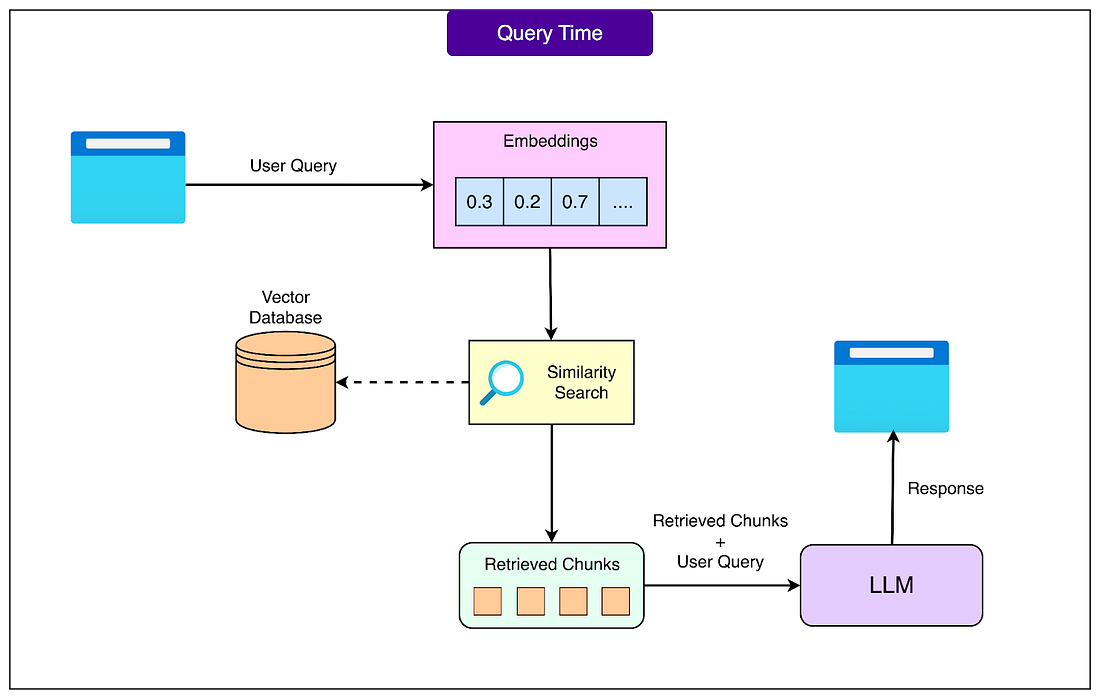 Query Time
User Query
Embeddings
0.3
0.2
0.7
....
Vector
Database
Similarity
Search
Retrieved Chunks
Retrieved Chunks
+
User Query
LLM
Response